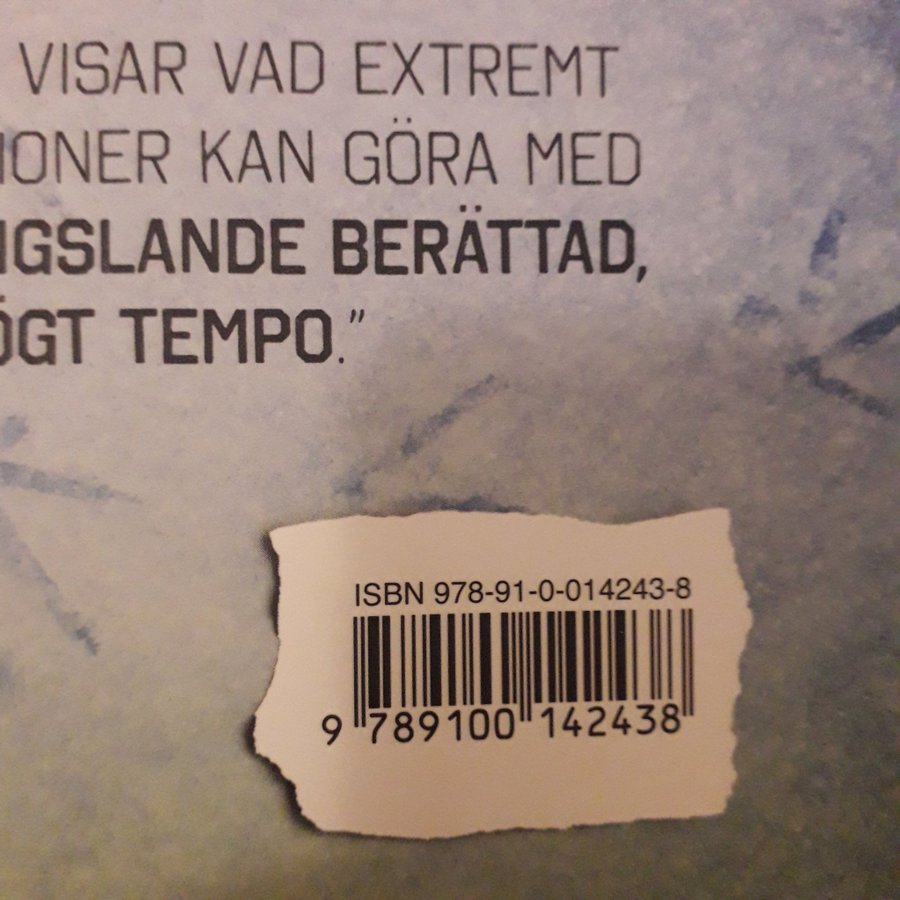 VISAR VAD EXTREMT
IONER KAN GÖRA MED
NGSLANDE BERÄTTAD,
ÖGT TEMPO.”
ISBN 978-91-0-014243-8
9 789100 142438